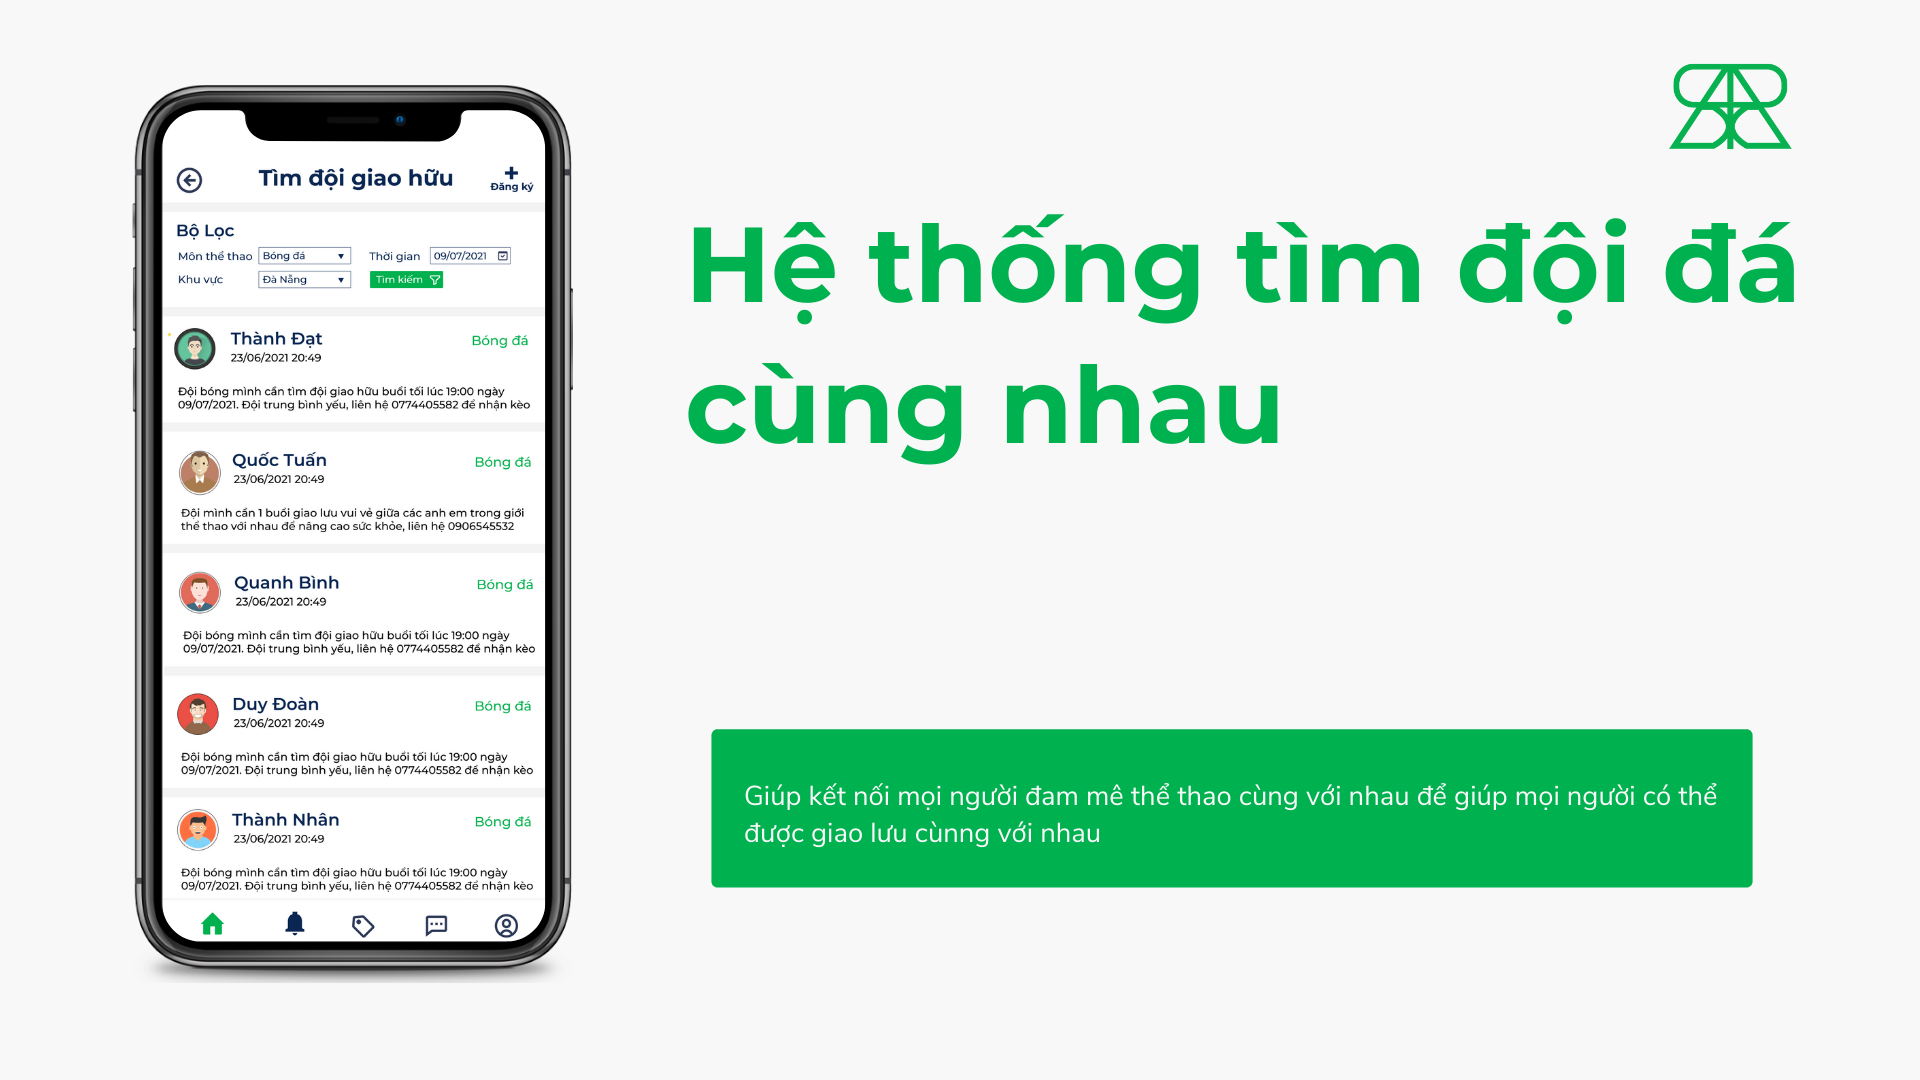 Tìm đội giao hữu
Đăng ký
Bộ Lọc
Môn thể thao Bóng đá Thời gian 09/07/2021
Khu vực Đà Nẵng Tìm kiếm
Thành Đạt Bóng đá
23/06/2021 20:49
Đội bóng mình cần tìm đội giao hữu buổi tối lúc 19:00 ngày
09/07/2021. Đội trung bình yếu, liên hệ 0774405582 để nhận kèo
Quốc Tuấn Bóng đá
23/06/2021 20:49
Đội mình cần 1 buổi giao lưu vui vẻ giữa các anh em trong giới
thể thao với nhau để nâng cao sức khỏe, liên hệ 0906545532
Quanh Bình Bóng đá
23/06/2021 20:49
Đội bóng mình cần tìm đội giao hữu buổi tối lúc 19:00 ngày
09/07/2021. Đội trung bình yếu, liên hệ 0774405582 để nhận kèo
Duy Đoàn Bóng đá
23/06/2021 20:49
Đội bóng mình cần tìm đội giao hữu buổi tối lúc 19:00 ngày
09/07/2021. Đội trung bình yếu, liên hệ 0774405582 để nhận kèo
Thành Nhân Bóng đá
23/06/2021 20:49
Đội bóng mình cần tìm đội giao hữu buổi tối lúc 19:00 ngày
09/07/2021. Đội trung bình yếu, liên hệ 0774405582 để nhận kèo
Hệ thống tìm đội đá
cùng nhau
Giúp kết nối mọi người đam mê thể thao cùng với nhau để giúp mọi người có thể
được giao lưu cùnng với nhau